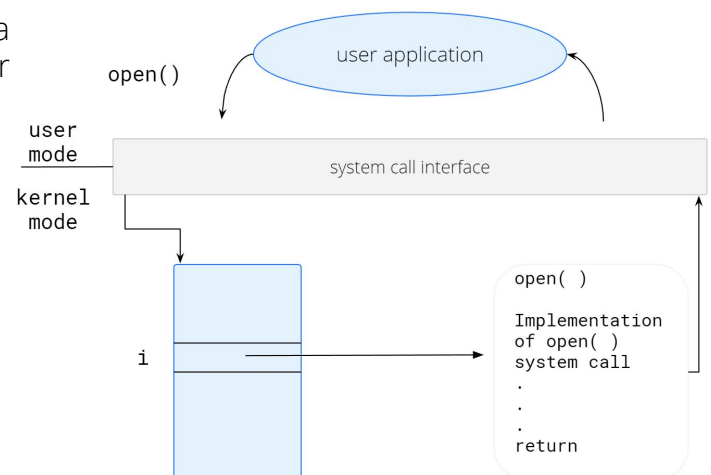 a
r
user application
open()
user
mode
system call interface
kernel
mode
open( )
Implementation
of open( )
system call
.
.
.
return
i